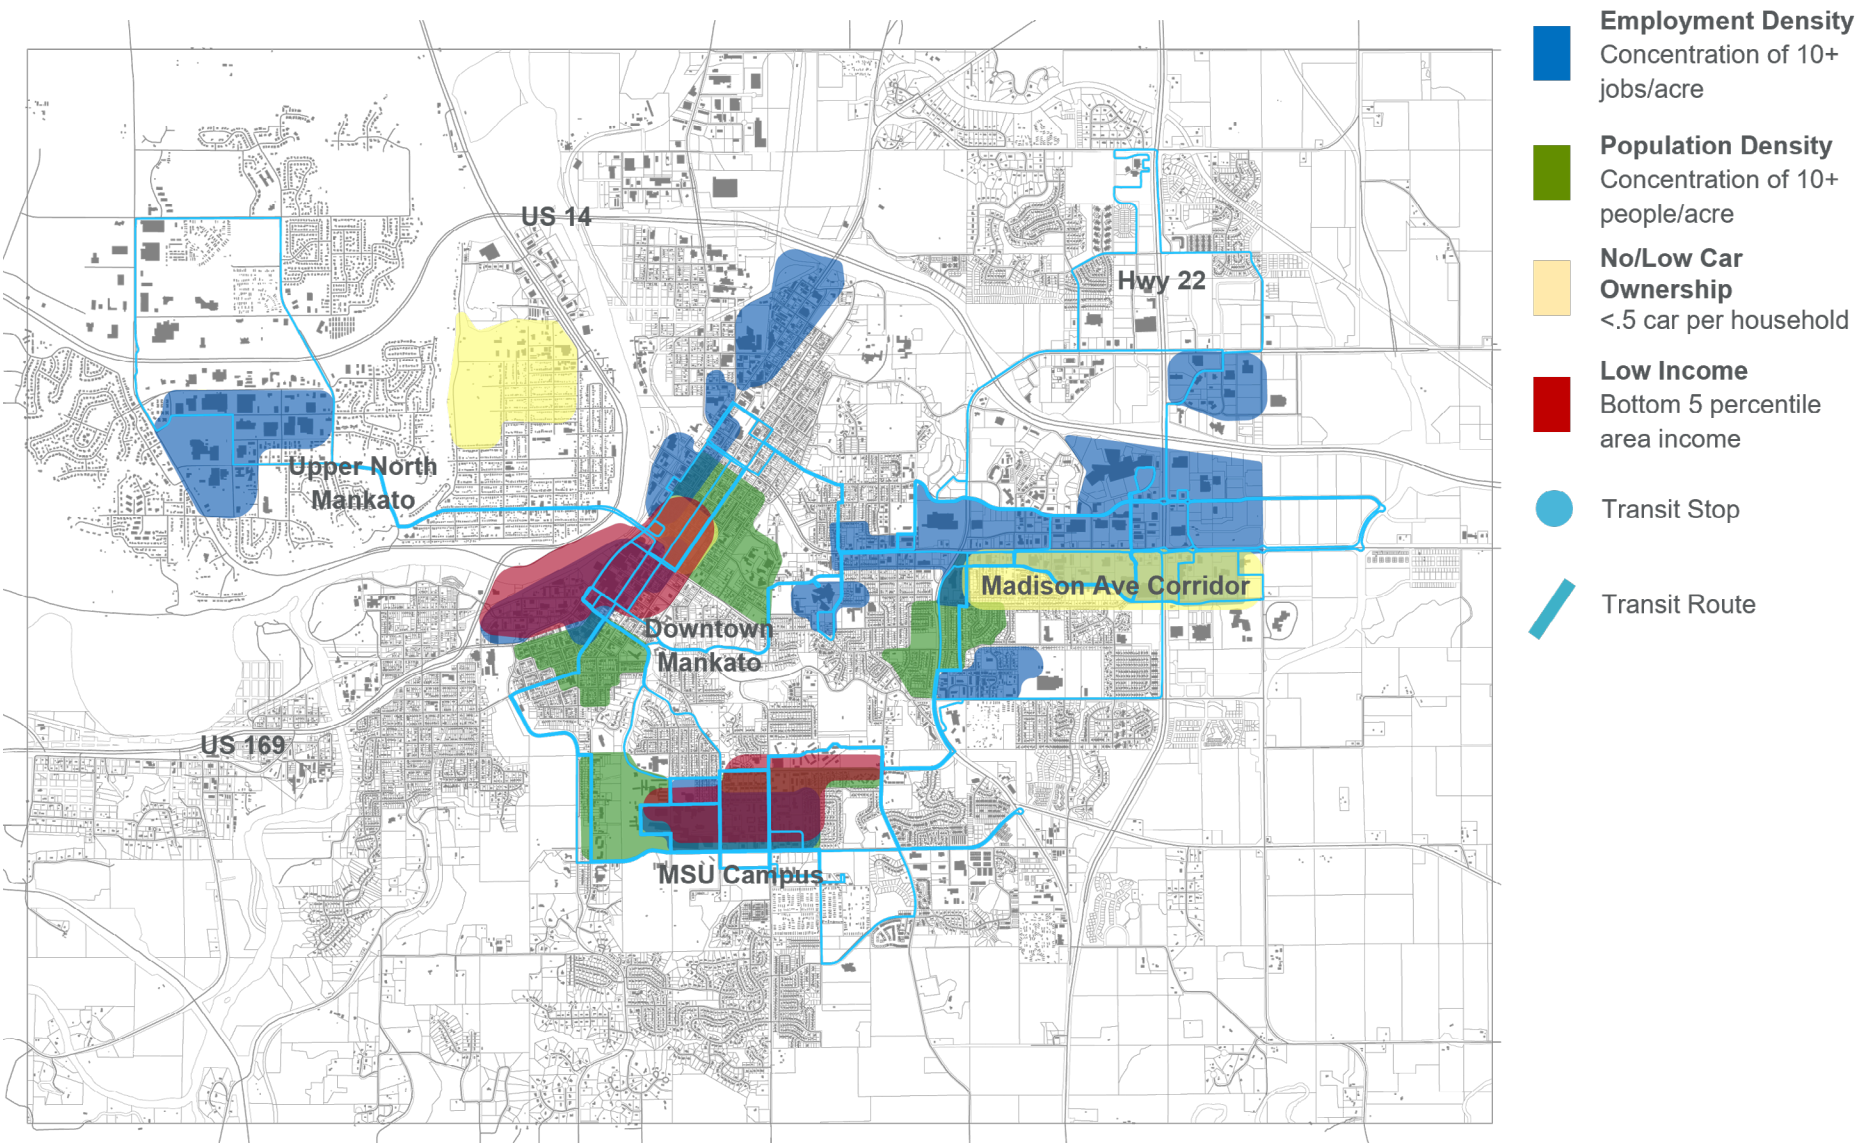 US 14
Hwy 22
Upper North
Mankato
Madison Ave Corridor
Downtown
Mankato
US 169
MSU Campus
Employment Density
Concentration of 10+
jobs/acre
Population Density
Concentration of 10+
people/acre
No/Low Car
Ownership
<.5 car per household
Low Income
Bottom 5 percentile
area income
Transit Stop
Transit Route